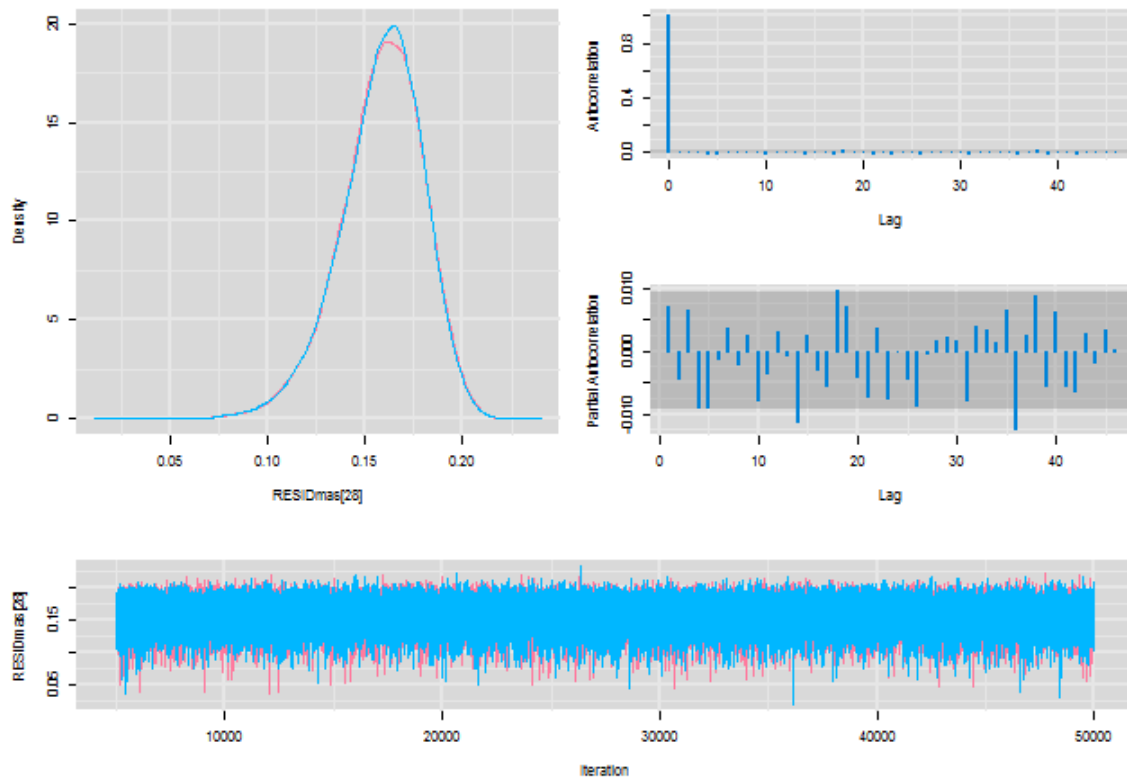 Density
20
15
10
5
0
0.05 0.10 0.15 0.20
RESIDmas[28]
Autocorrelation
0.8
0.4
0.0
0 10 20 30 40
Lag
Partial Autocorrelation
0.010
0.000
-0.010
0 10 20 30 40
Lag
RESIDmas[28]
0.15
0.05
10000 20000 30000 40000 50000
Iteration